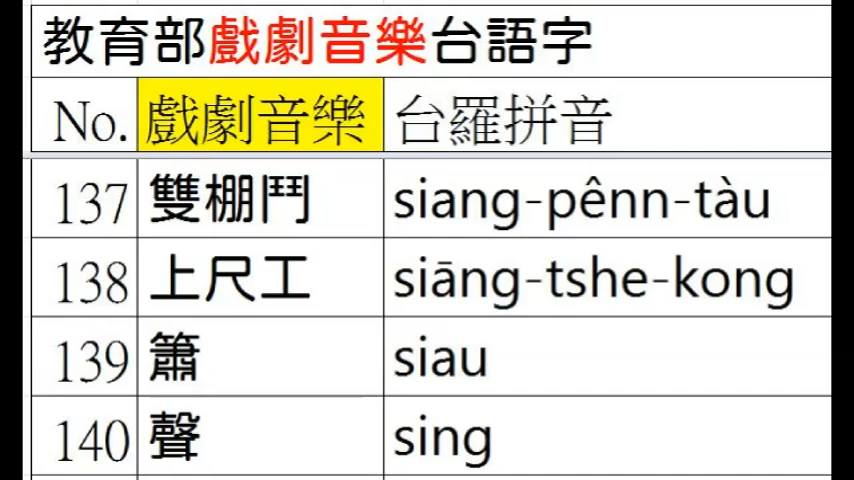 教育部戲劇音樂台語字
No. 戲劇音樂 台羅拼音
137 雙棚鬥 siang-pênn-tàu
138 上尺工 siāng-tshe-kong
139 簫 siau
140 聲 sing